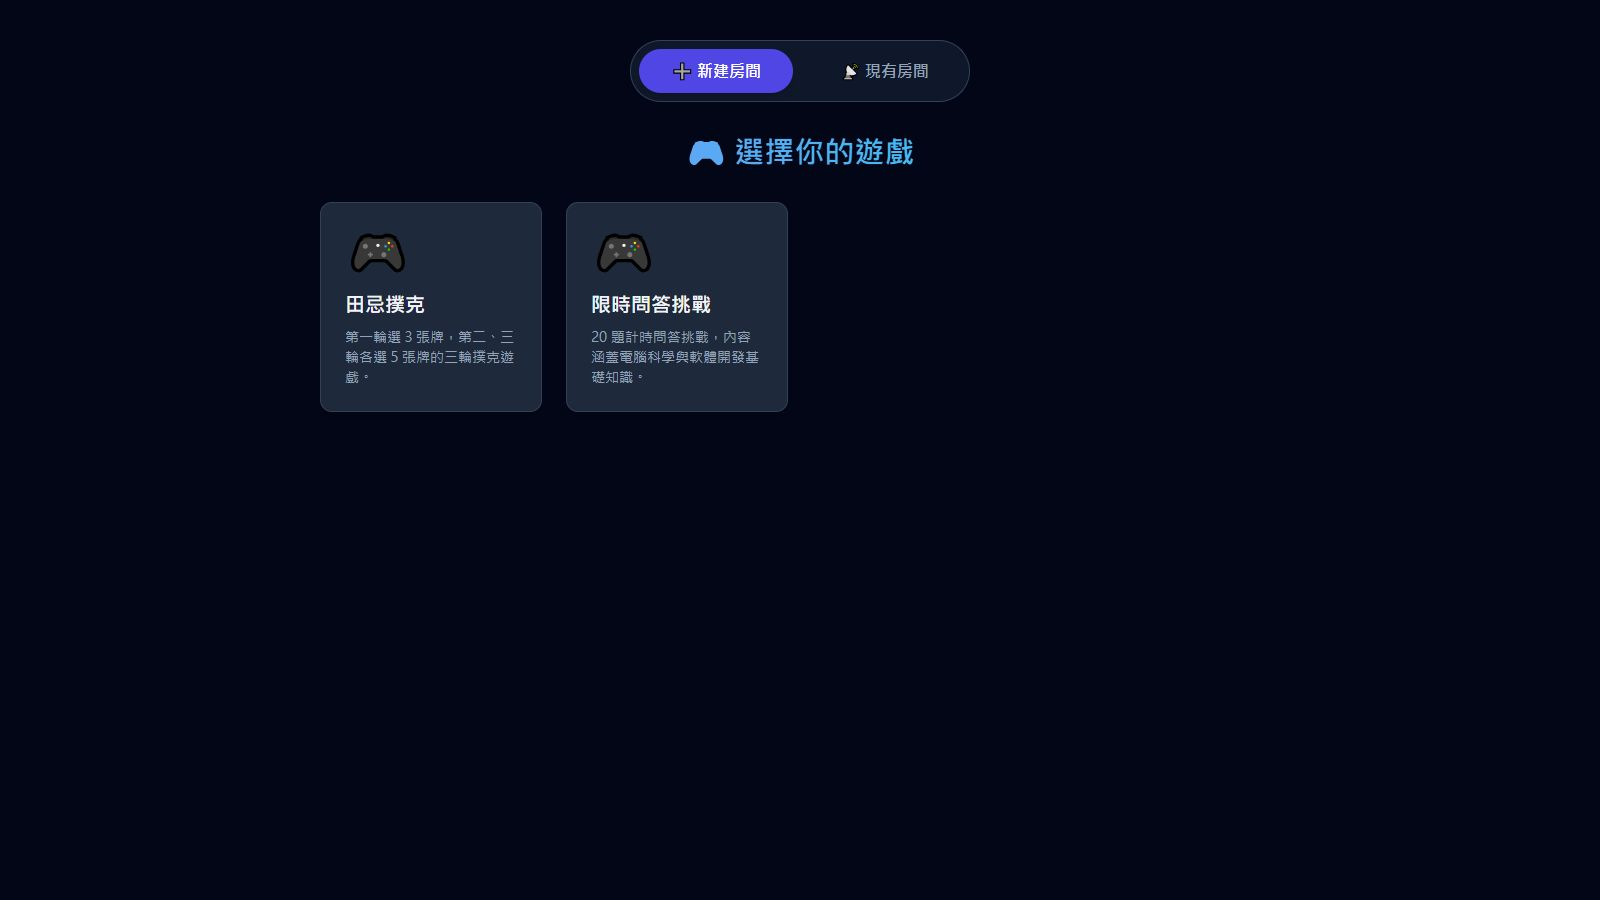 新建房間
現有房間
選擇你的遊戲
田忌撲克
第一輪選 3 張牌，第二、三
輪各選 5 張牌的三輪撲克遊
戲。
限時問答挑戰
20 題計時問答挑戰，內容
涵蓋電腦科學與軟體開發基
礎知識。